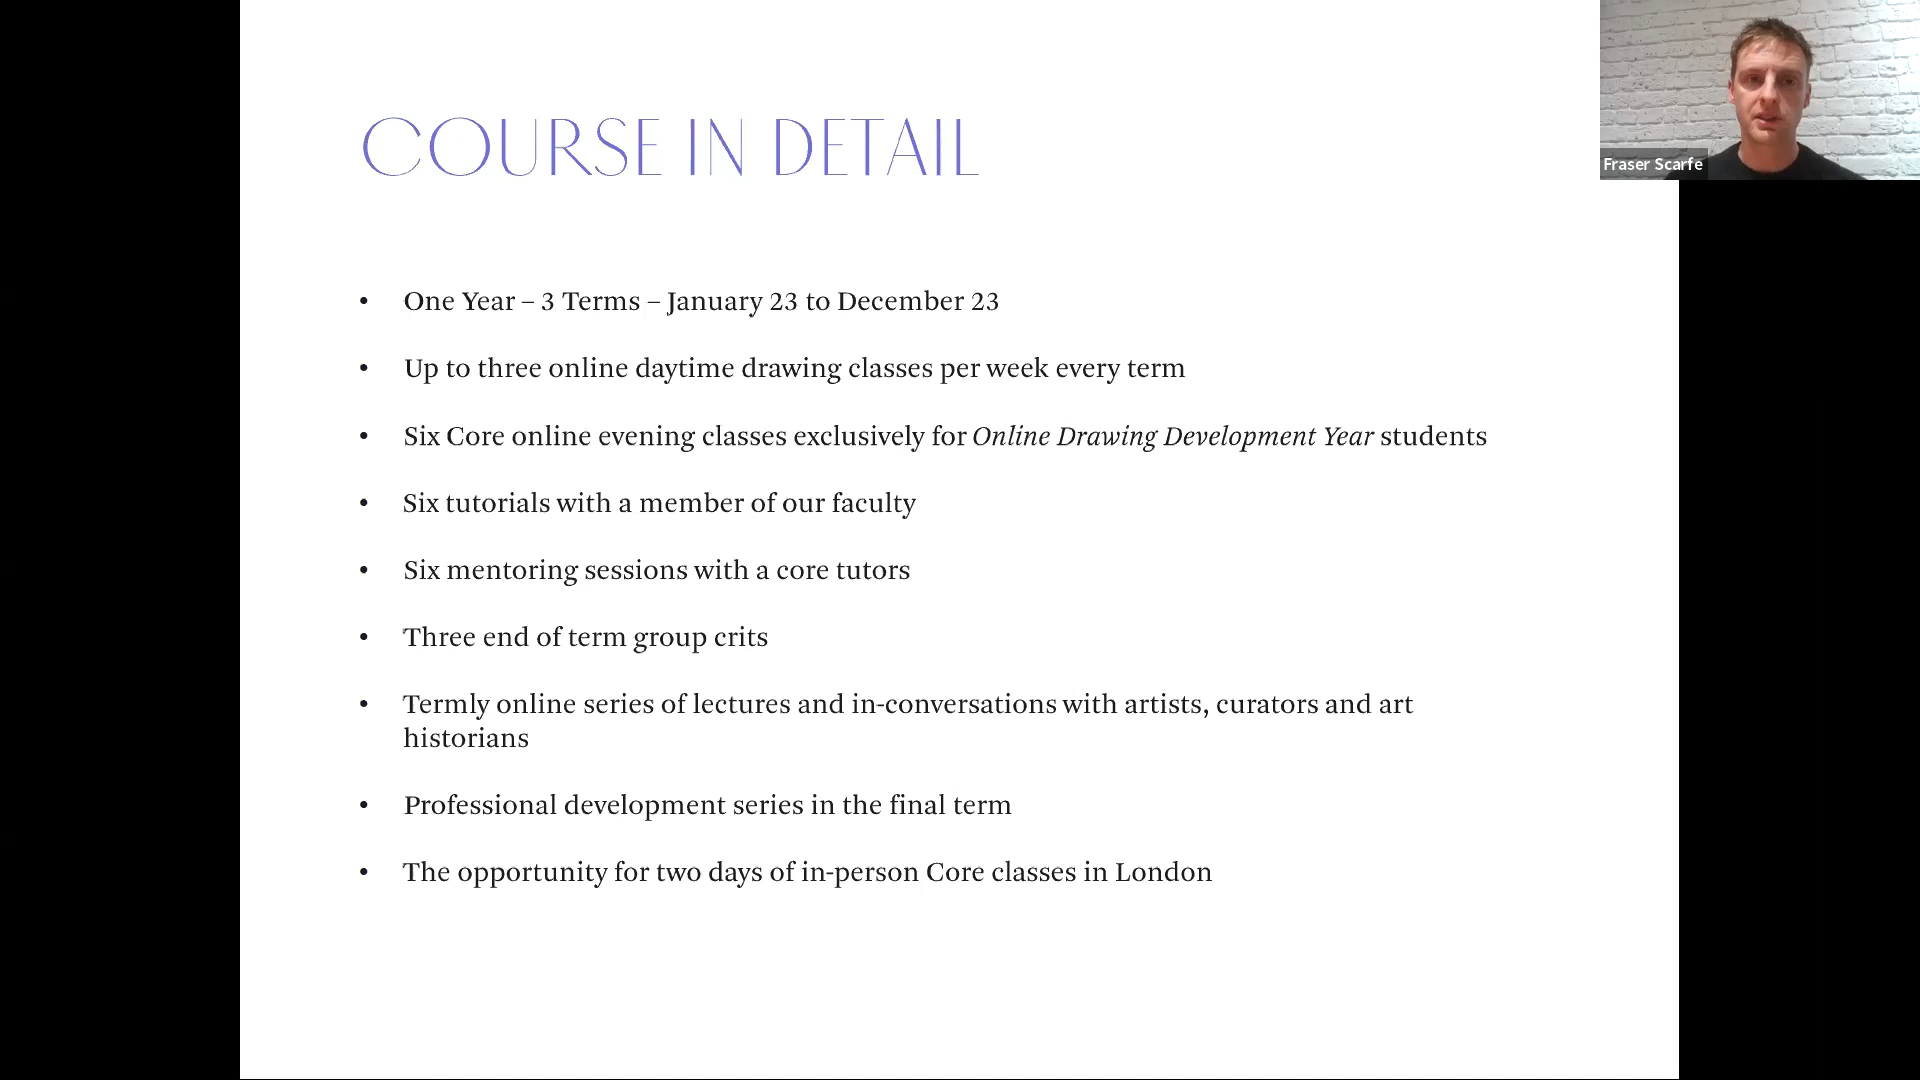 COURSE IN DETAIL
Fraser Scarfe
• One Year – 3 Terms – January 23 to December 23
• Up to three online daytime drawing classes per week every term
• Six Core online evening classes exclusively for Online Drawing Development Year students
• Six tutorials with a member of our faculty
• Six mentoring sessions with a core tutors
• Three end of term group crits
• Termly online series of lectures and in-conversations with artists, curators and art
historians
• Professional development series in the final term
• The opportunity for two days of in-person Core classes in London